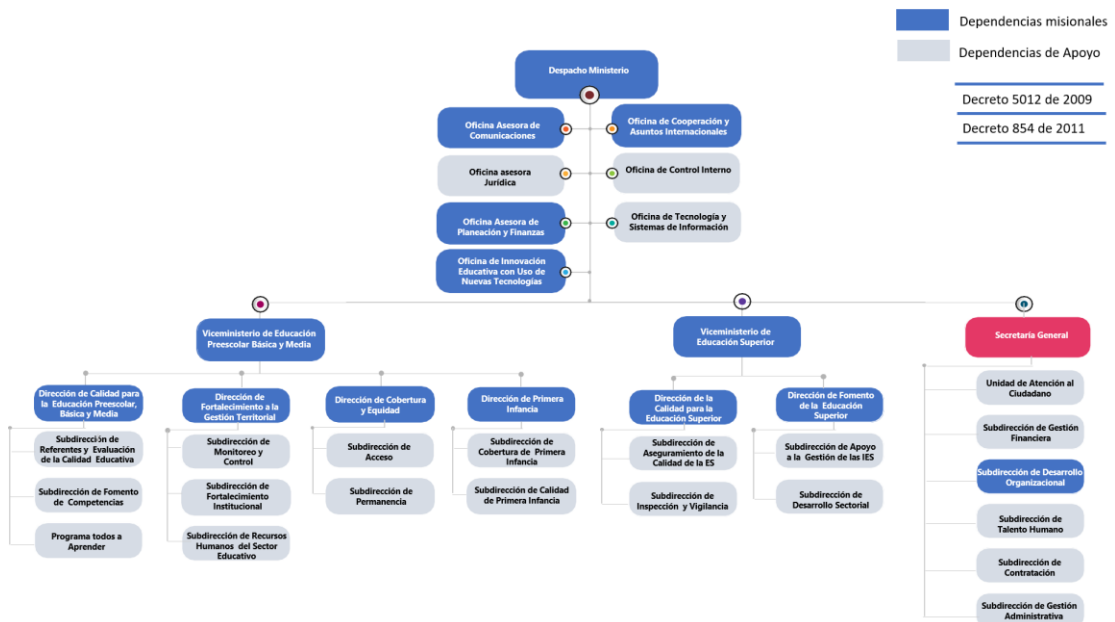 Dependencias misionales
Dependencias de Apoyo
Decreto 5012 de 2009
Decreto 854 de 2011
Despacho Ministerio
Oficina Asesora de
Comunicaciones
Oficina de Cooperación y
Asuntos Internacionales
Oficina asesora
Jurídica
Oficina de Control Interno
Oficina Asesora de
Planeación y Finanzas
Oficina de Tecnología y
Sistemas de Información
Oficina de Innovación
Educativa con Uso de
Nuevas Tecnologías
Viceministerio de Educación
Preescolar Básica y Media
Viceministerio de
Educación Superior
Secretaría General
Dirección de Calidad para
la Educación Preescolar,
Básica y Media
Subdirección de
Referentes y Evaluación
de la Calidad Educativa
Subdirección de Fomento
de Competencias
Programa todos a
Aprender
Dirección de
Fortalecimiento a la
Gestión Territorial
Subdirección de
Monitoreo y
Control
Subdirección de
Fortalecimiento
Institucional
Subdirección de Recursos
Humanos del Sector
Educativo
Dirección de Cobertura
y Equidad
Subdirección de
Acceso
Subdirección de
Permanencia
Dirección de Primera
Infancia
Subdirección de
Cobertura de Primera
Infancia
Subdirección de Calidad
de Primera Infancia
Dirección de la
Calidad para la
Educación Superior
Subdirección de
Aseguramiento de la
Calidad de la ES
Subdirección de
Inspección y Vigilancia
Dirección de Fomento
de la Educación
Superior
Subdirección de Apoyo
a la Gestión de las IES
Subdirección de
Desarrollo Sectorial
Unidad de Atención al
Ciudadano
Subdirección de Gestión
Financiera
Subdirección de Desarrollo
Organizacional
Subdirección de
Talento Humano
Subdirección de
Contratación
Subdirección de Gestión
Administrativa